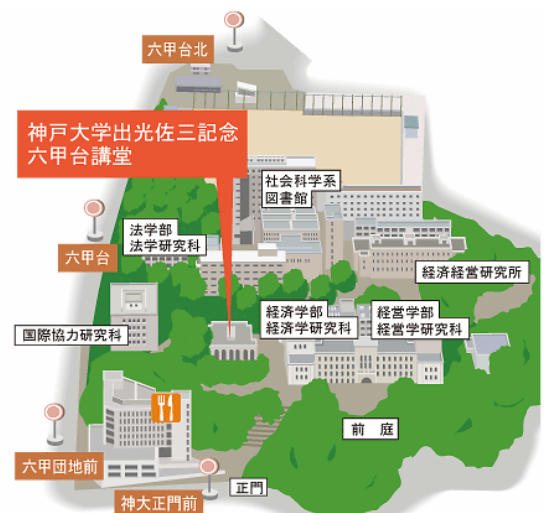 六甲台北
神戸大学出光佐三記念
六甲台講堂
社会科学系
図書館
法学部
法学研究科
六甲台
経済経営研究所
経済学部
経済学研究科
経営学部
経営学研究科
国際協力研究科
前庭
六甲団地前
正門
神大正門前